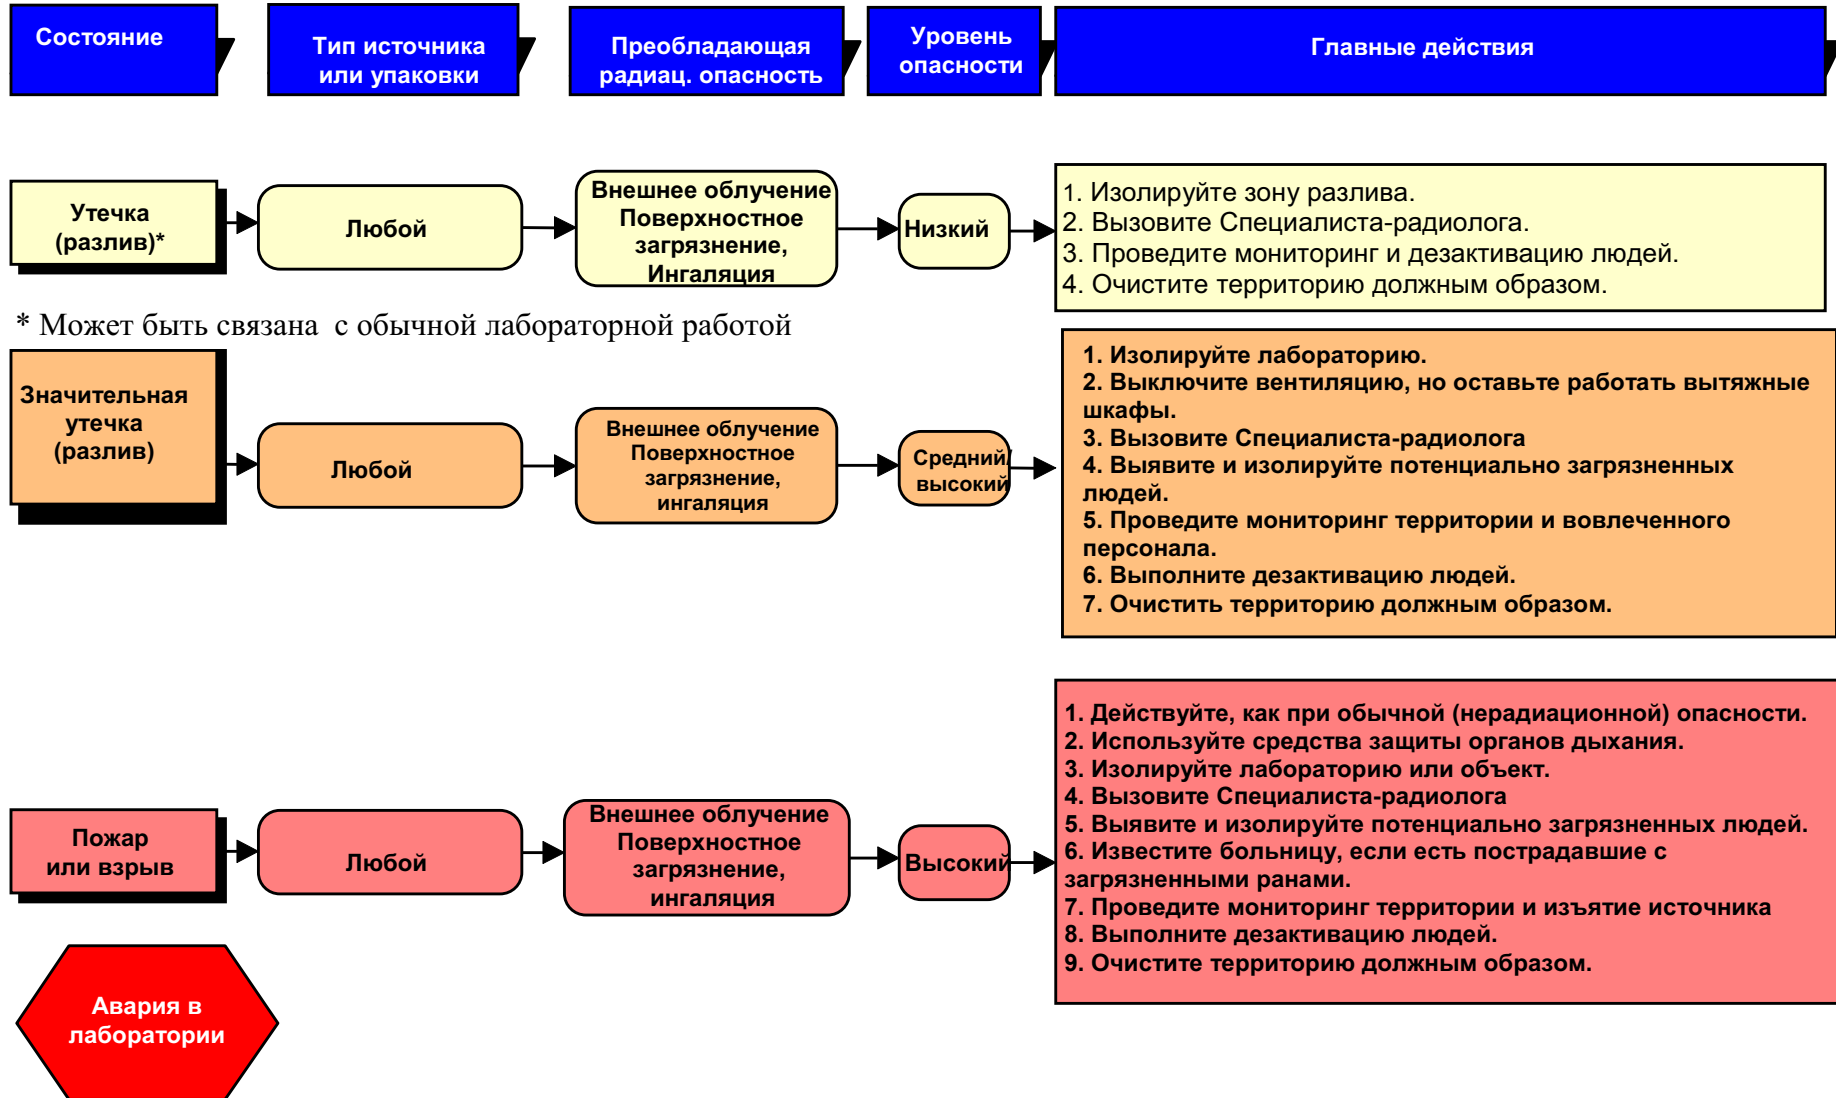 Состояние
Тип источника
или упаковки
Преобладающая
радиац. опасность
Уровень
опасности
Главные действия
Утечка
(разлив)*
Любой
Внешнее облучение
Поверхностное
загрязнение,
Ингаляция
Низкий
1. Изолируйте зону разлива.
2. Вызовите Специалиста-радиолога.
3. Проведите мониторинг и дезактивацию людей.
4. Очистите территорию должным образом.
* Может быть связана с обычной лабораторной работой
Значительная
утечка
(разлив)
Любой
Внешнее облучение
Поверхностное
загрязнение,
ингаляция
Средний/
высокий
1. Изолируйте лабораторию.
2. Выключите вентиляцию, но оставьте работать вытяжные
шкафы.
3. Вызовите Специалиста-радиолога
4. Выявите и изолируйте потенциально загрязненных
людей.
5. Проведите мониторинг территории и вовлеченного
персонала.
6. Выполните дезактивацию людей.
7. Очистить территорию должным образом.
Пожар
или взрыв
Любой
Внешнее облучение
Поверхностное
загрязнение,
ингаляция
Высокий
1. Действуйте, как при обычной (нерадиационной) опасности.
2. Используйте средства защиты органов дыхания.
3. Изолируйте лабораторию или объект.
4. Вызовите Специалиста-радиолога
5. Выявите и изолируйте потенциально загрязненных людей.
6. Известите больницу, если есть пострадавшие с
загрязненными ранами.
7. Проведите мониторинг территории и изъятие источника
8. Выполните дезактивацию людей.
9. Очистите территорию должным образом.
Авария в
лаборатории